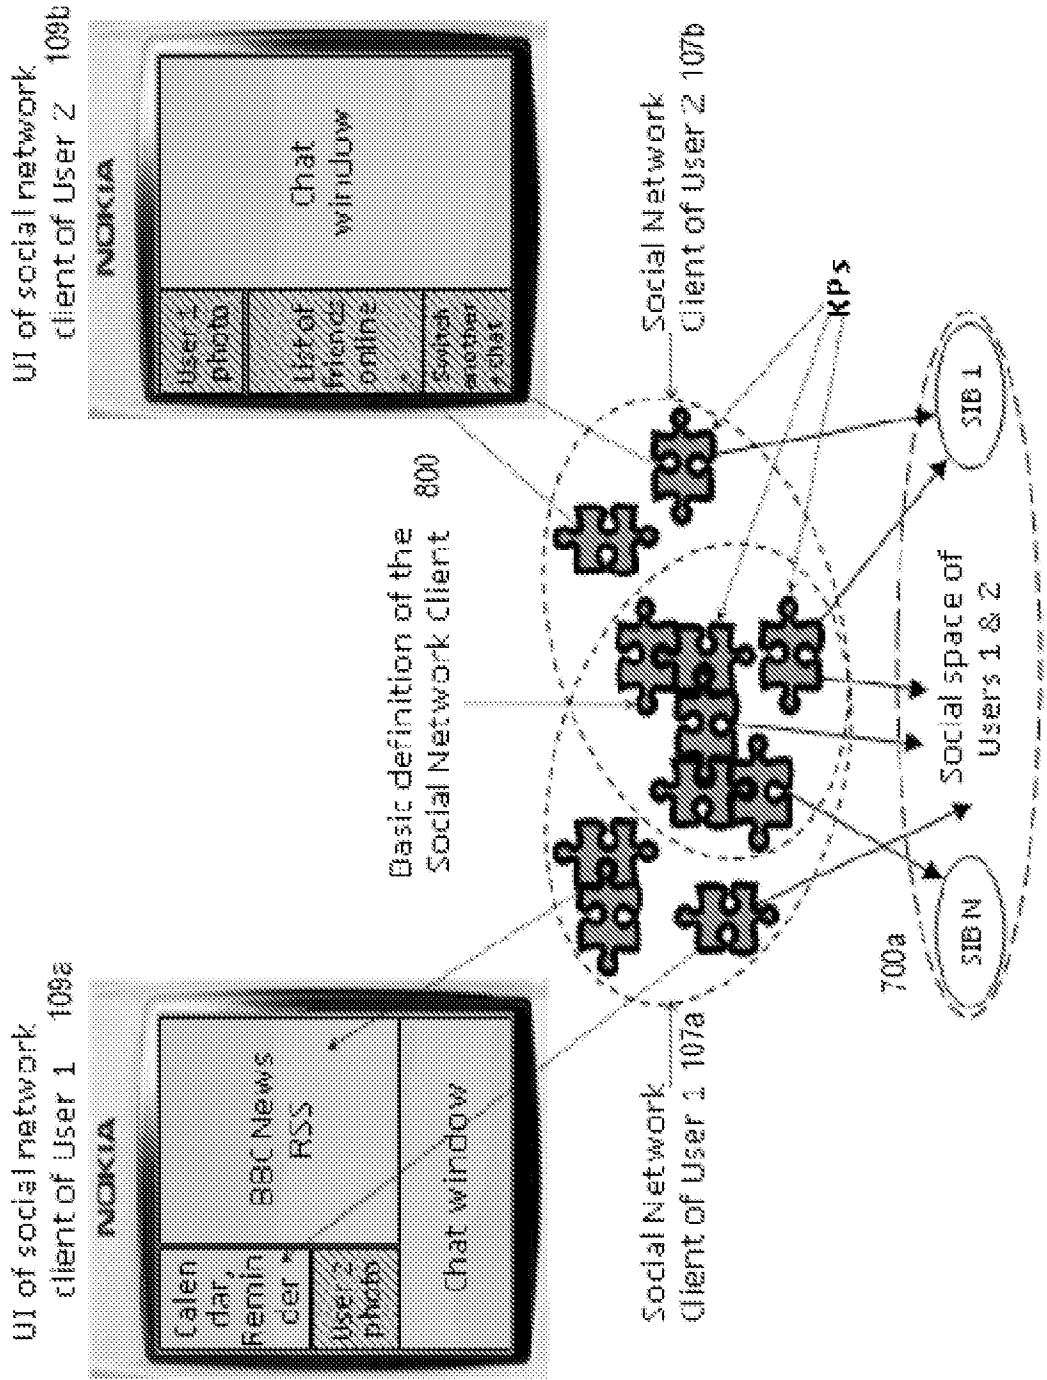 UI of social network
client of User 1 109a
NOKIA
Calen
dar,
Remin
der
BBC News
RSS
User 2
photo
Chat window
UI of social network
client of User 2 109b
NOKIA
User 1
photo
List of
friends
online
Switch
another
chat
Chat
window
Basic definition of the
Social Network Client 800
Social Network
Client of User 1 107a
Social Network
Client of User 2 107b
KPs
700a
SIB N
Social space of
Users 1 & 2
SIB 1